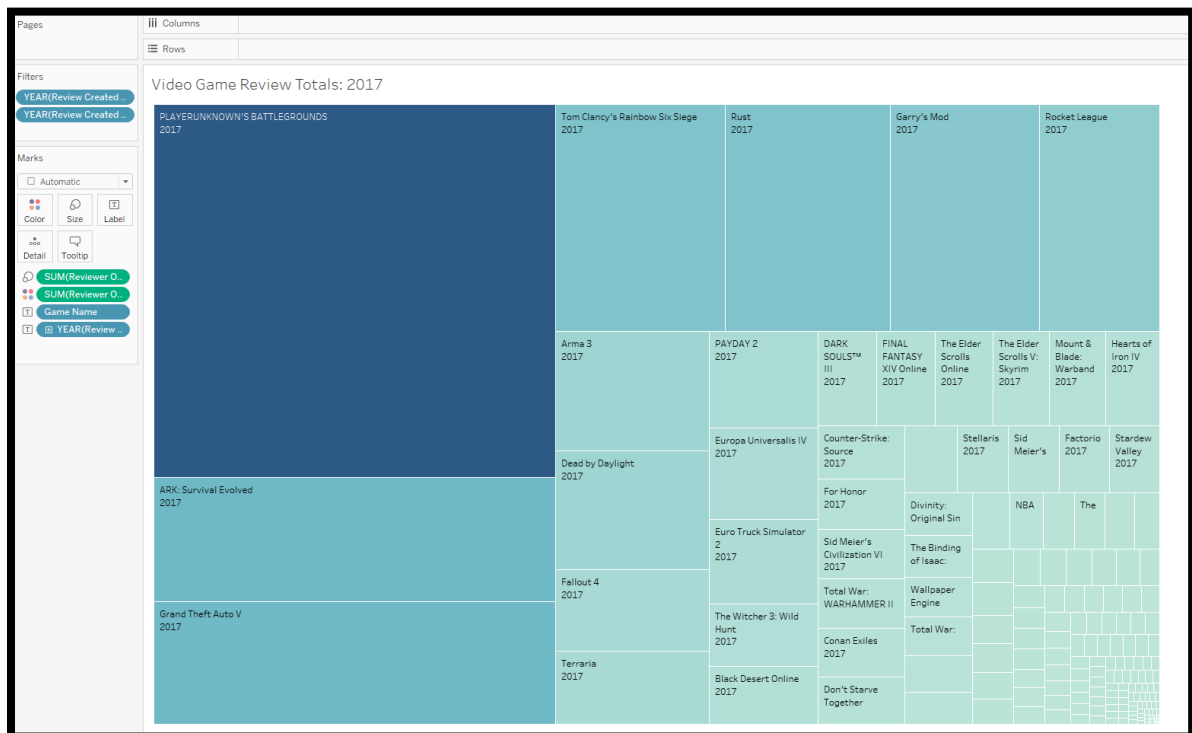 Pages
Columns
Rows
Filters
YEAR(Review Created ..
YEAR(Review Created ..
Marks
Automatic
Color
Size
Label
Detail
Tooltip
SUM(Reviewer O..
SUM(Reviewer O..
Game Name
YEAR(Review ..
Video Game Review Totals: 2017
PLAYERUNKNOWN'S BATTLEGROUNDS
2017
ARK: Survival Evolved
2017
Grand Theft Auto V
2017
Tom Clancy's Rainbow Six Siege
2017
Rust
2017
Garry's Mod
2017
Rocket League
2017
Arma 3
2017
Dead by Daylight
2017
Fallout 4
2017
Terraria
2017
PAYDAY 2
2017
Europa Universalis IV
2017
Euro Truck Simulator
2
2017
The Witcher 3: Wild
Hunt
2017
Black Desert Online
2017
DARK
SOULS™
III
2017
FINAL
FANTASY
XIV Online
2017
The Elder
Scrolls
Online
2017
The Elder
Scrolls V:
Skyrim
2017
Mount &
Blade:
Warband
2017
Hearts of
Iron IV
2017
Counter-Strike:
Source
2017
For Honor
2017
Sid Meier's
Civilization VI
2017
Total War:
WARHAMMER II
Conan Exiles
2017
Don't Starve
Together
Stellaris
2017
Sid
Meier's
Factorio
2017
Stardew
Valley
2017
Divinity:
Original Sin
The Binding
of Isaac:
Wallpaper
Engine
Total War:
NBA
The